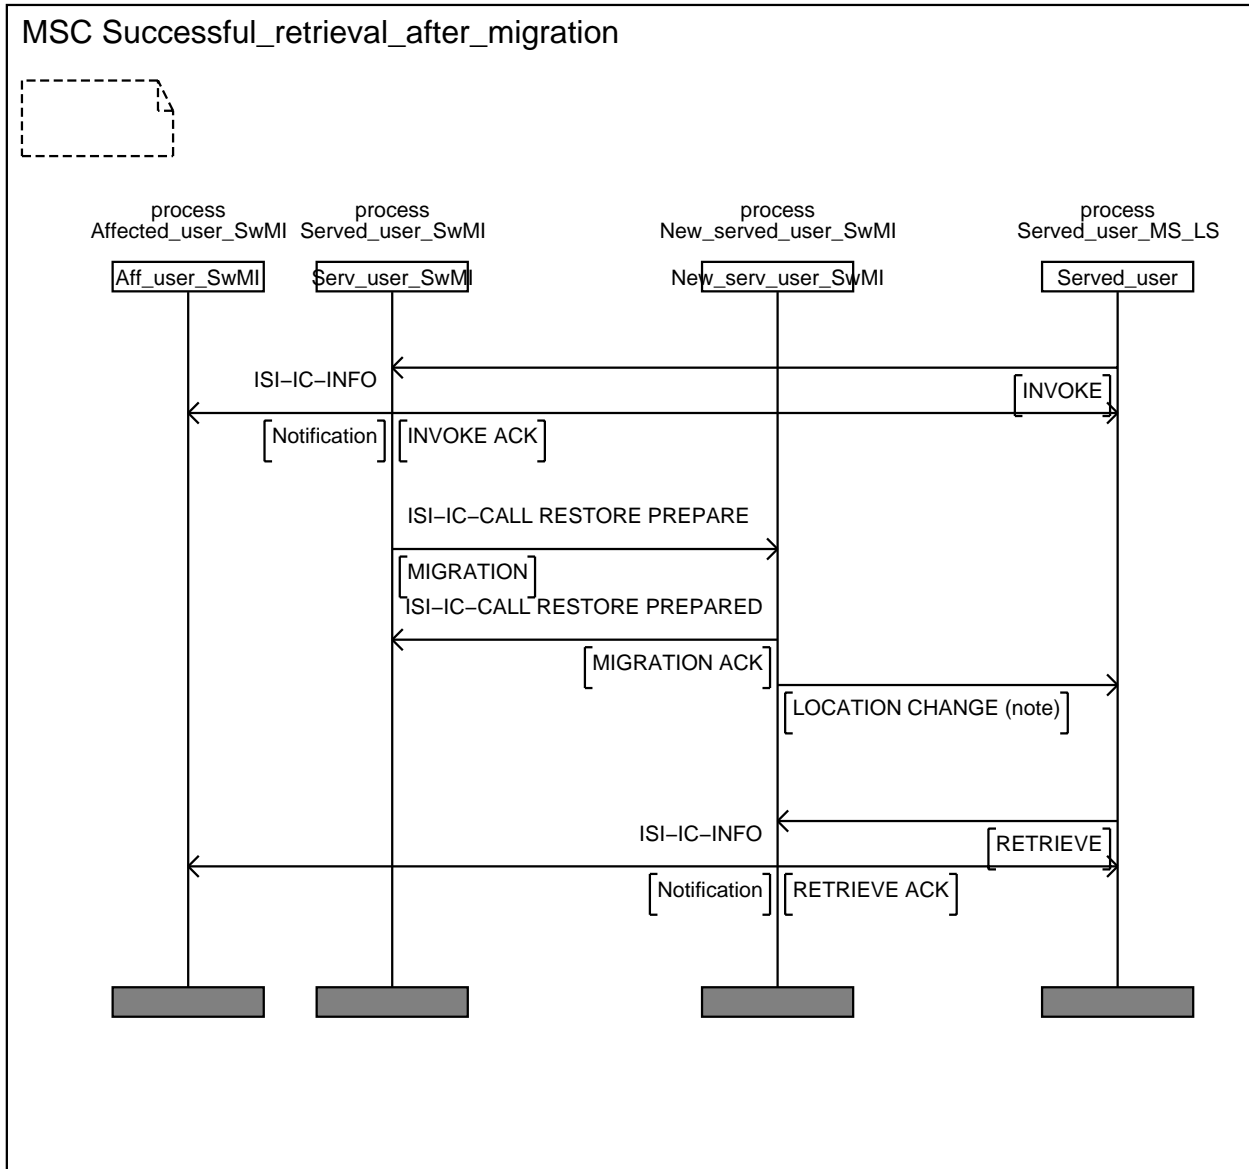 MSC Successful_retrieval_after_migration
process process process process
Affected_user_SwMI Served_user_SwMI New_served_user_SwMI Served_user_MS_LS
Aff_user_SwMI Serv_user_SwMI New_serv_user_SwMI Served_user
ISI–IC–INFO
INVOKE
Notification INVOKE ACK
ISI–IC–CALL RESTORE PREPARE
MIGRATION
ISI–IC–CALL RESTORE PREPARED
MIGRATION ACK
LOCATION CHANGE (note)
ISI–IC–INFO
RETRIEVE
Notification RETRIEVE ACK